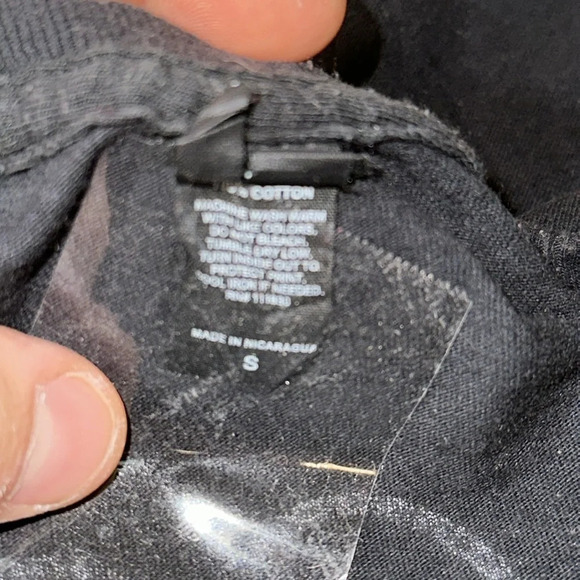 % COTTON
MACHINE WASH WARM
WITH LIKE COLORS.
DO NOT BLEACH.
TUMBLE DRY LOW.
TURN INSIDE OUT TO
PROTECT
COOL IRON IF NEEDED.
MADE IN NICARAGUA
S